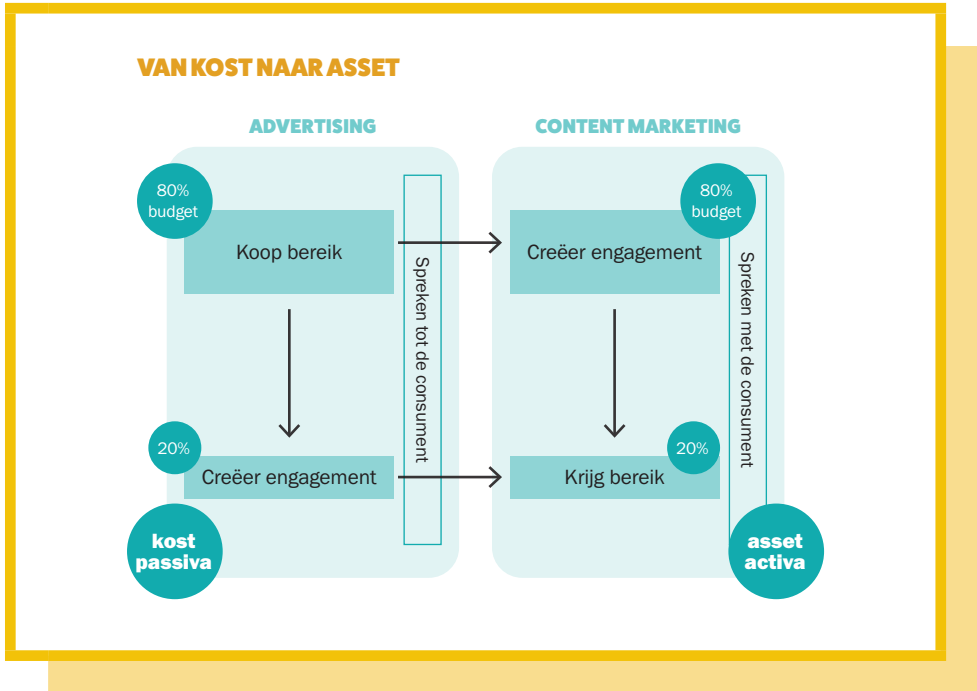 VAN KOST NAAR ASSET
ADVERTISING
80%
budget
Koop bereik
Spreken tot de consument
20%
Creëer engagement
kost
passiva
CONTENT MARKETING
80%
budget
Creëer engagement
Spreken met de consument
20%
Krijg bereik
asset
activa